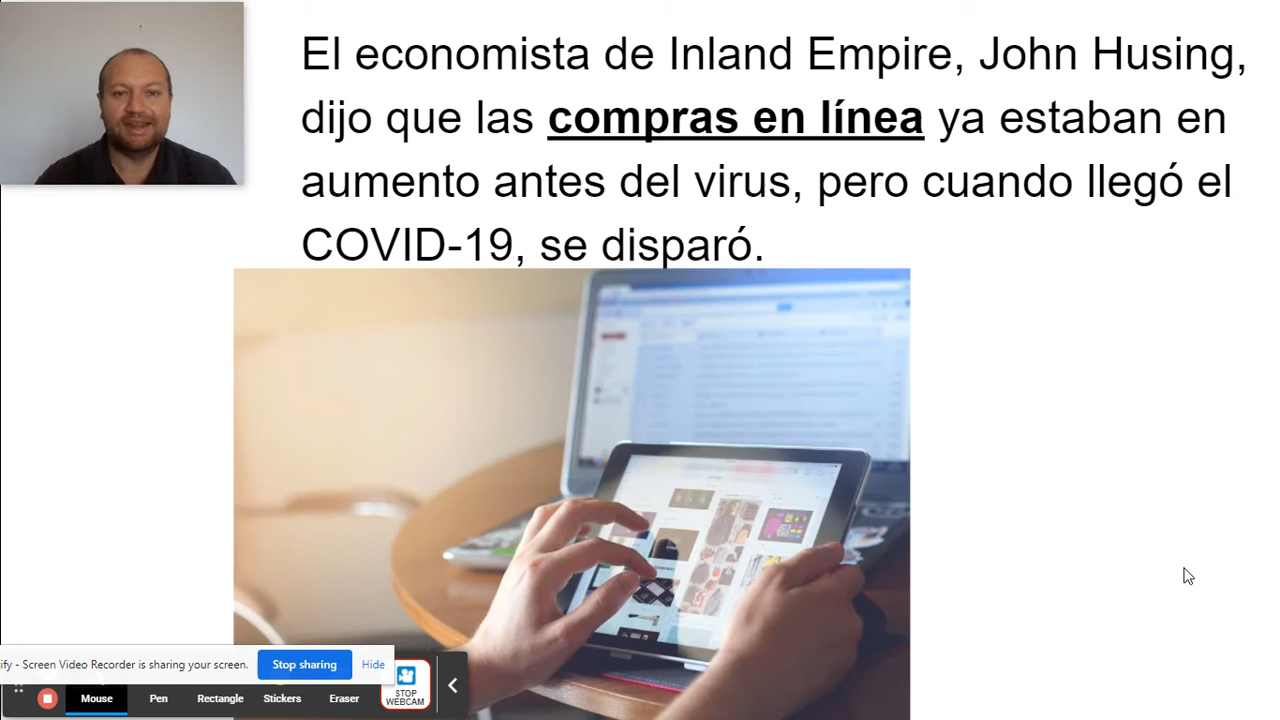 El economista de Inland Empire, John Husing,
dijo que las compras en línea ya estaban en
aumento antes del virus, pero cuando llegó el
COVID-19, se disparó.
ify - Screen Video Recorder is sharing your screen.
Stop sharing
Hide
Mouse
Pen
Rectangle
Stickers
Eraser
STOP
WEBCAM